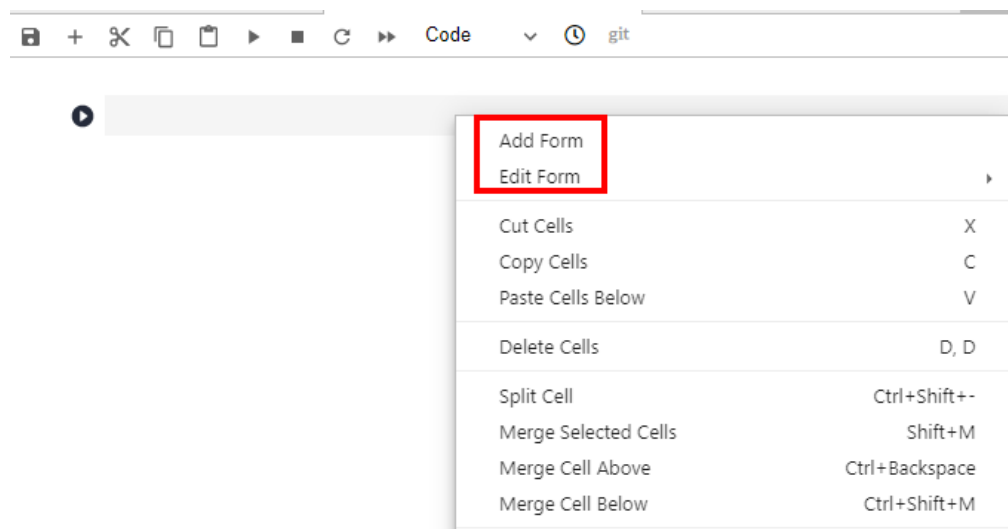 Code git
Add Form
Edit Form
Cut Cells X
Copy Cells C
Paste Cells Below V
Delete Cells D, D
Split Cell Ctrl+Shift+-
Merge Selected Cells Shift+M
Merge Cell Above Ctrl+Backspace
Merge Cell Below Ctrl+Shift+M